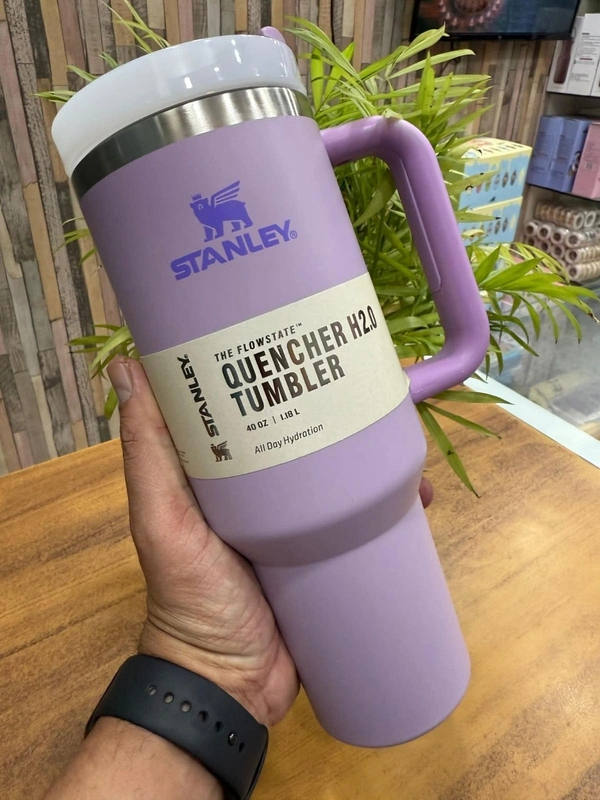 STANLEY®
STANLEY.
THE FLOWSTATE™
QUENCHER H2.0
TUMBLER
40 OZ | 1.18 L
All Day Hydration